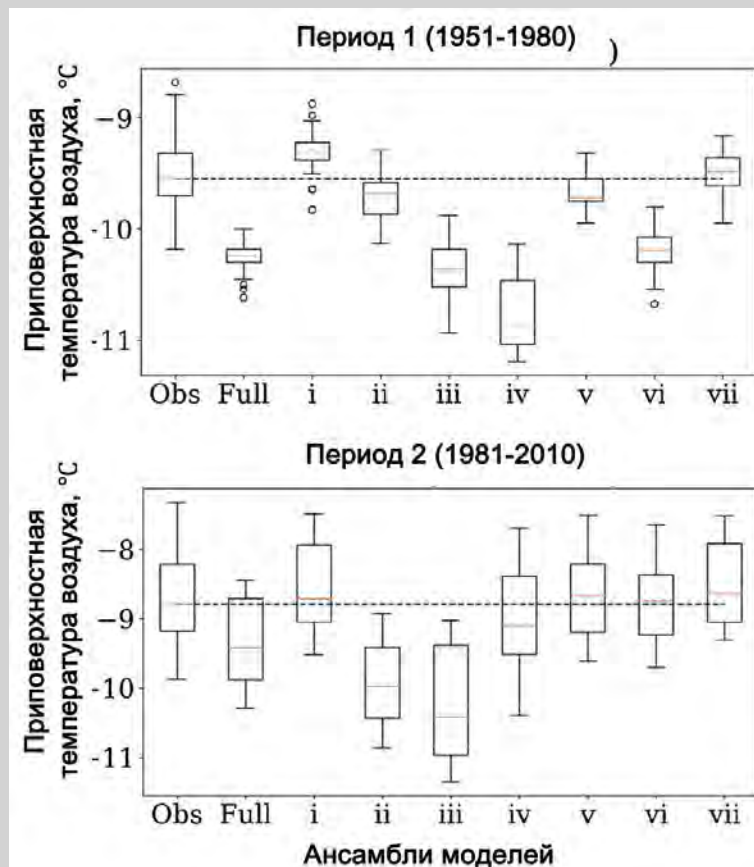 Период 1 (1951-1980) )
Приповерхностная
температура воздуха, °C
−9
−10
-11
Obs Full i ii iii iv v vi vii
Период 2 (1981-2010)
Приповерхностная
температура воздуха, °C
−8
−9
-10
-11
Obs Full i ii iii iv v vi vii
Ансамбли моделей